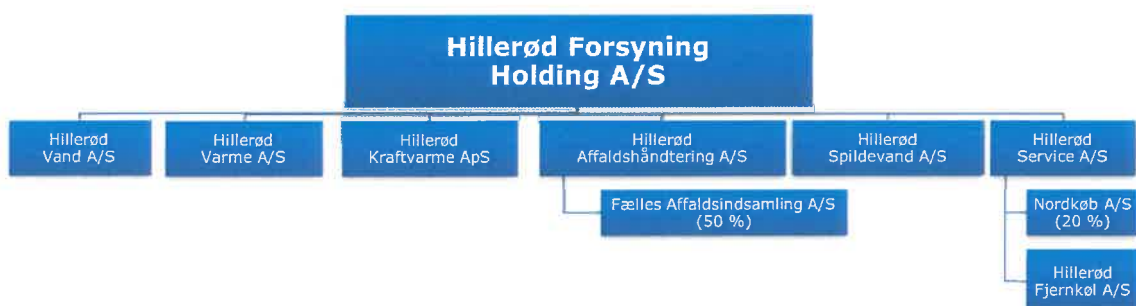 Hillerød Forsyning
Holding A/S
Hillerød
Vand A/S
Hillerød
Varme A/S
Hillerød
Kraftvarme ApS
Hillerød
Affaldshåndtering A/S
Hillerød
Spildevand A/S
Hillerød
Service A/S
Fælles Affaldsindsamling A/S
(50 %)
Nordkøb A/S
(20 %)
Hillerød
Fjernkøl A/S